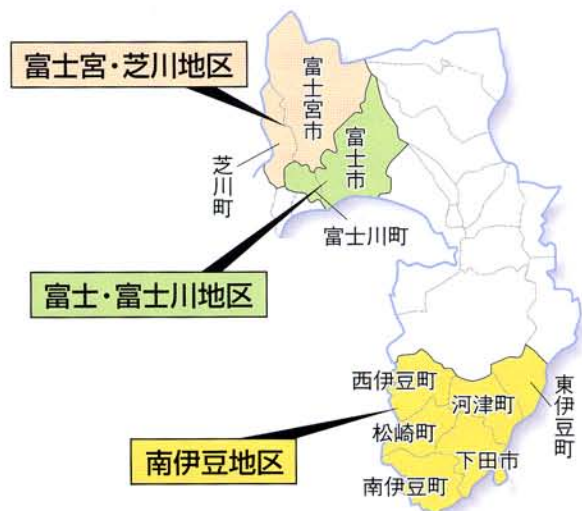 富士宮・芝川地区
富士宮市
富士市
芝川町
富士川町
富士・富士川地区
西伊豆町
河津町
東伊豆町
松崎町
南伊豆地区
下田市
南伊豆町